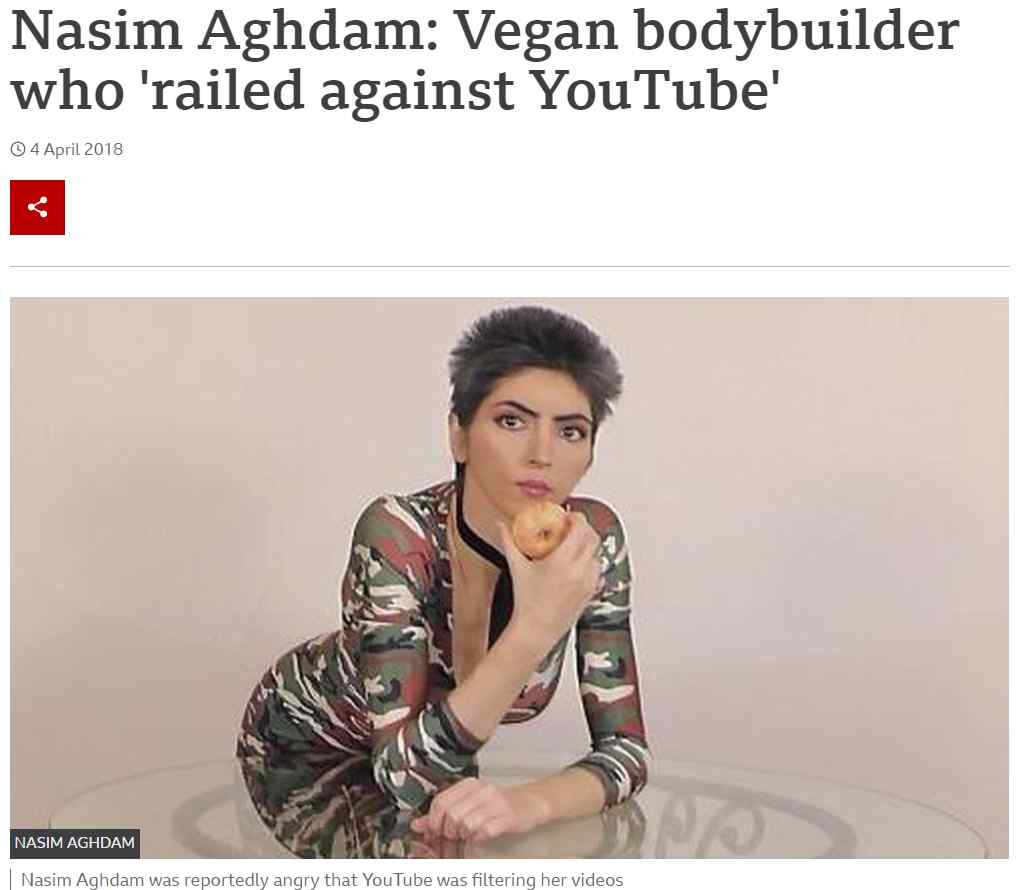 Nasim Aghdam: Vegan bodybuilder
who 'railed against YouTube'
4 April 2018
NASIM AGHDAM
Nasim Aghdam was reportedly angry that YouTube was filtering her videos